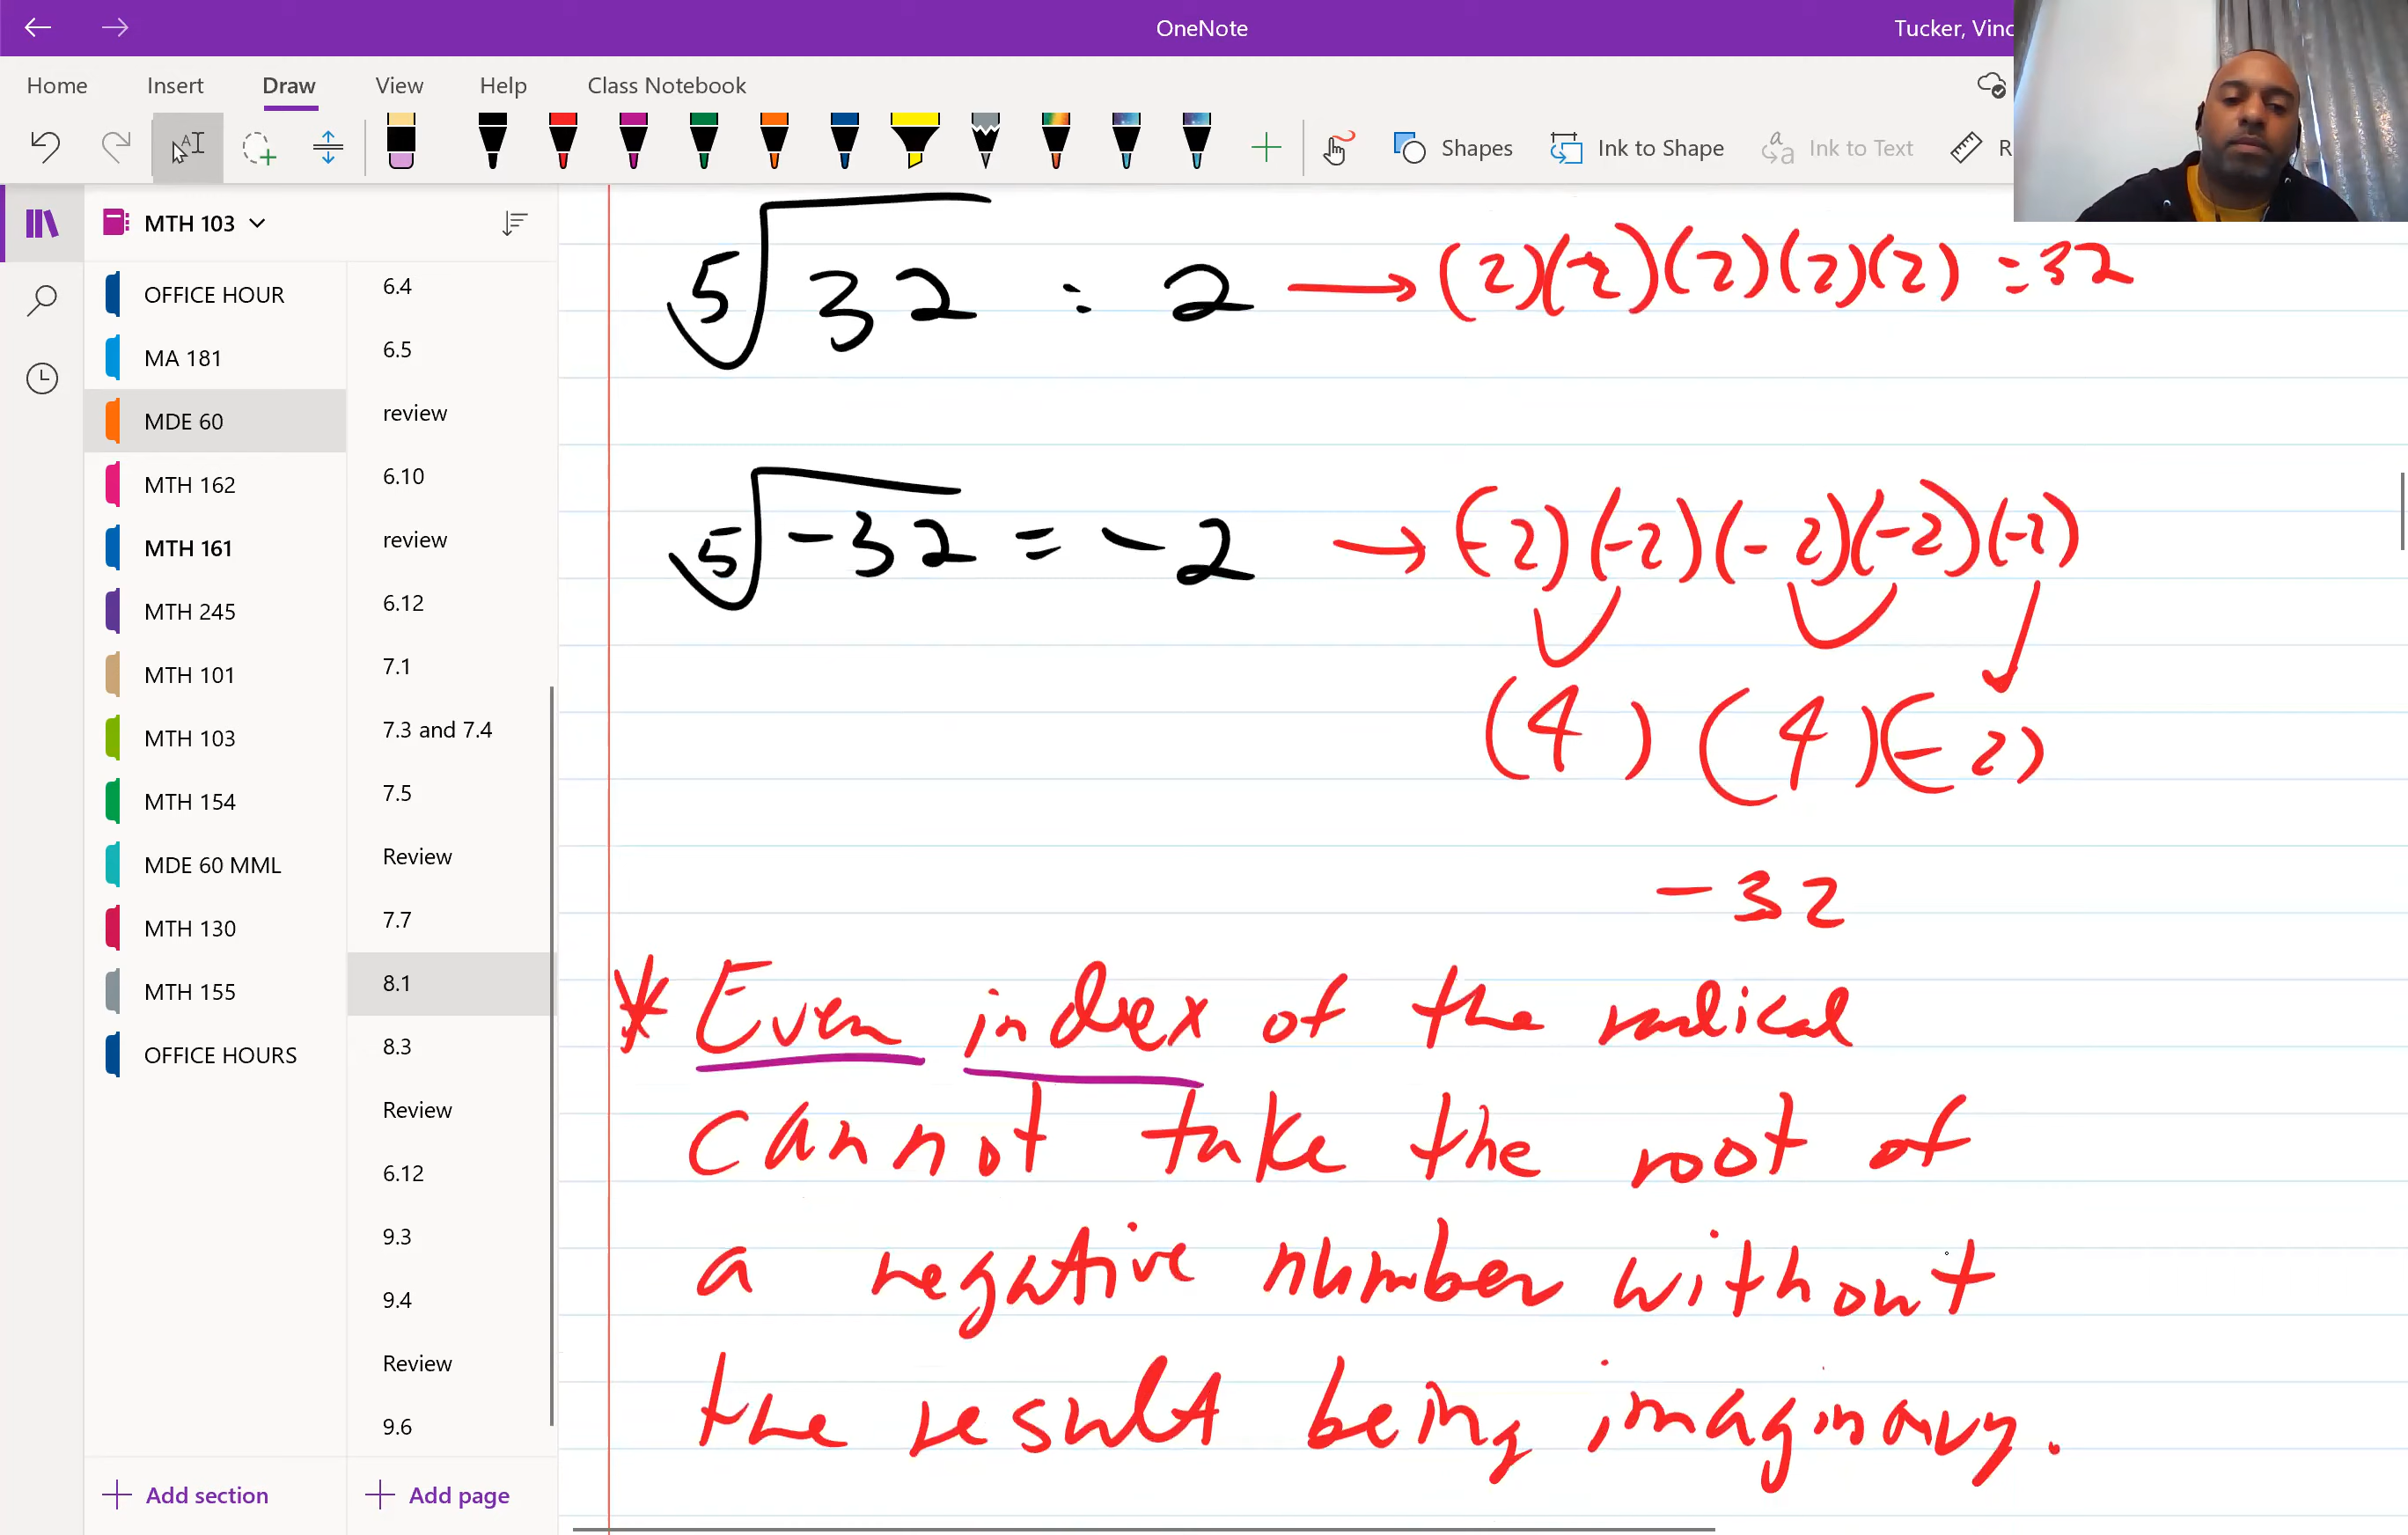 OneNote
Tucker, Vinc
Home Insert Draw View Help Class Notebook
Shapes Ink to Shape Ink to Text R
MTH 103
OFFICE HOUR
MA 181
MDE 60
MTH 162
MTH 161
MTH 245
MTH 101
MTH 103
MTH 154
MDE 60 MML
MTH 130
MTH 155
OFFICE HOURS
Add section
6.4
6.5
review
6.10
review
6.12
7.1
7.3 and 7.4
7.5
Review
7.7
8.1
8.3
Review
6.12
9.3
9.4
Review
9.6
Add page
⁵√32 = 2 → (2)(2)(2)(2)(2) = 32
⁵√-32 = -2 → (-2)(-2)(-2)(-2)(-2)
(4) (4)(-2)
-32
* Even index of the radical
cannot take the root of
a negative number without
the result being imaginary.